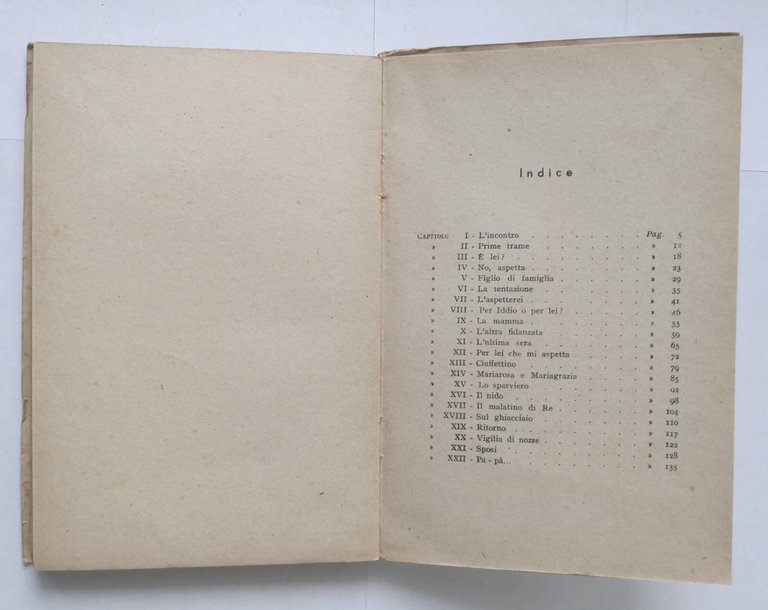 Indice
CAPITOLO I - L'incontro . . . . . . . Pag. 5
» II - Prime trame . . . . . . . » 12
» III - È lei? . . . . . . . » 18
» IV - No, aspetta . . . . . . . » 23
» V - Figlio di famiglia . . . . . . » 29
» VI - La tentazione . . . . . . . » 35
» VII - L'aspetterei . . . . . . . » 41
» VIII - Per Iddio o per lei? . . . . . . » 46
» IX - La mamma . . . . . . . » 53
» X - L'altra fidanzata . . . . . . » 59
» XI - L'ultima sera . . . . . . . » 65
» XII - Per lei che mi aspetta . . . . . » 72
» XIII - Ciuffettino . . . . . . . » 79
» XIV - Mariarosa e Mariagrazia . . . . . » 85
» XV - Lo sparviero . . . . . . . » 92
» XVI - Il nido . . . . . . . » 98
» XVII - Il malatino di Re . . . . . . » 104
» XVIII - Sul ghiacciaio . . . . . . » 110
» XIX - Ritorno . . . . . . . » 117
» XX - Vigilia di nozze . . . . . . » 122
» XXI - Sposi . . . . . . . » 128
» XXII - Pa - pà... . . . . . . . » 135